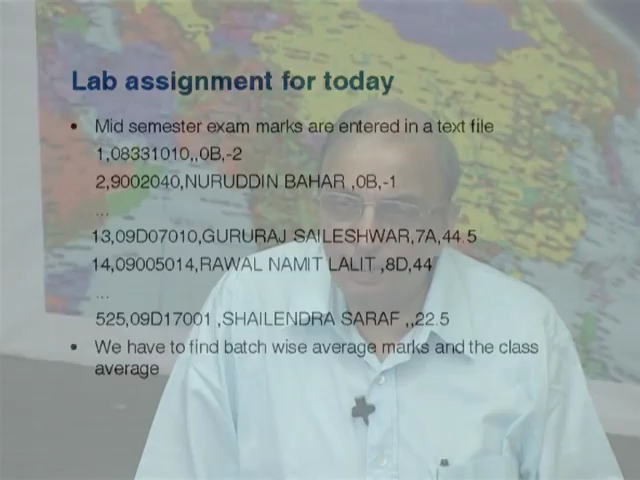 Lab assignment for today
• Mid semester exam marks are entered in a text file
1,08331010,,0B,-2
2,9002040,NURUDDIN BAHAR ,0B,-1
...
13,09D07010,GURURAJ SAILESHWAR,7A,44.5
14,09005014,RAWAL NAMIT LALIT ,8D,44
...
525,09D17001 ,SHAILENDRA SARAF ,,22.5
• We have to find batch wise average marks and the class
average